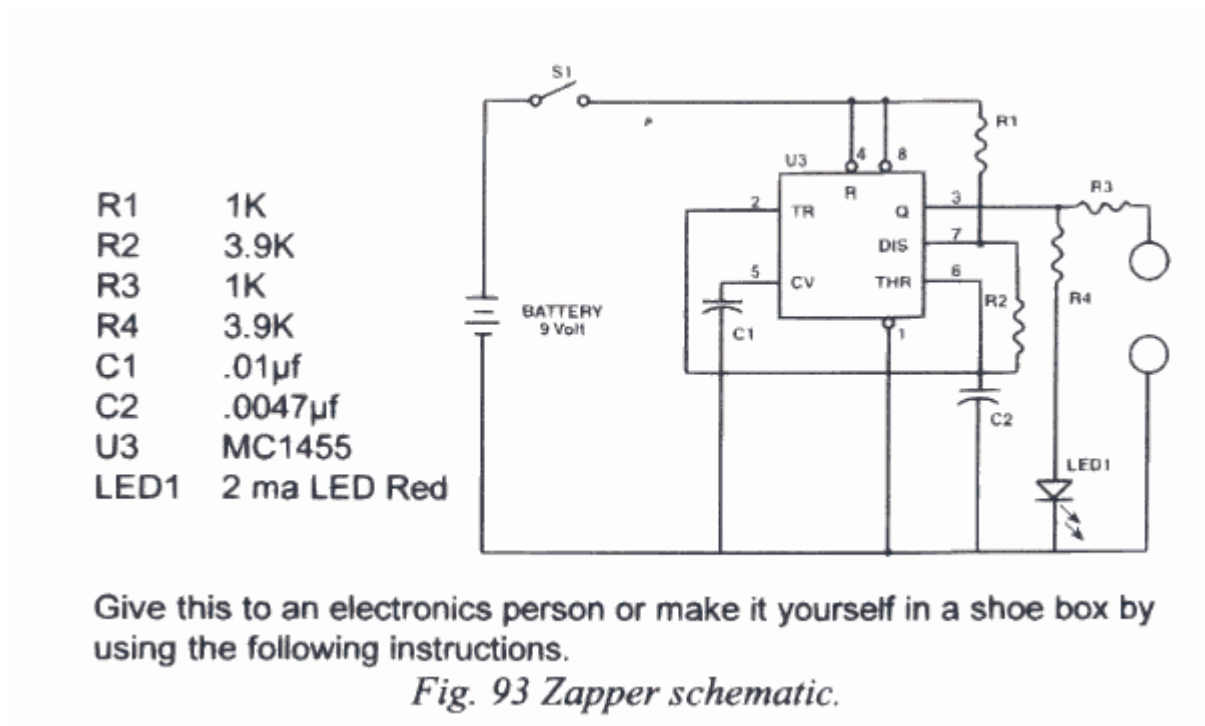 S1
R1
U3
4
8
R
R3
R1 1K
R2 3.9K
R3 1K
R4 3.9K
C1 .01µf
C2 .0047µf
U3 MC1455
LED1 2 ma LED Red
2
TR
Q
3
DIS
7
5
CV
THR
6
R2
R4
BATTERY
9 Volt
C1
1
C2
LED1
Give this to an electronics person or make it yourself in a shoe box by
using the following instructions.
Fig. 93 Zapper schematic.